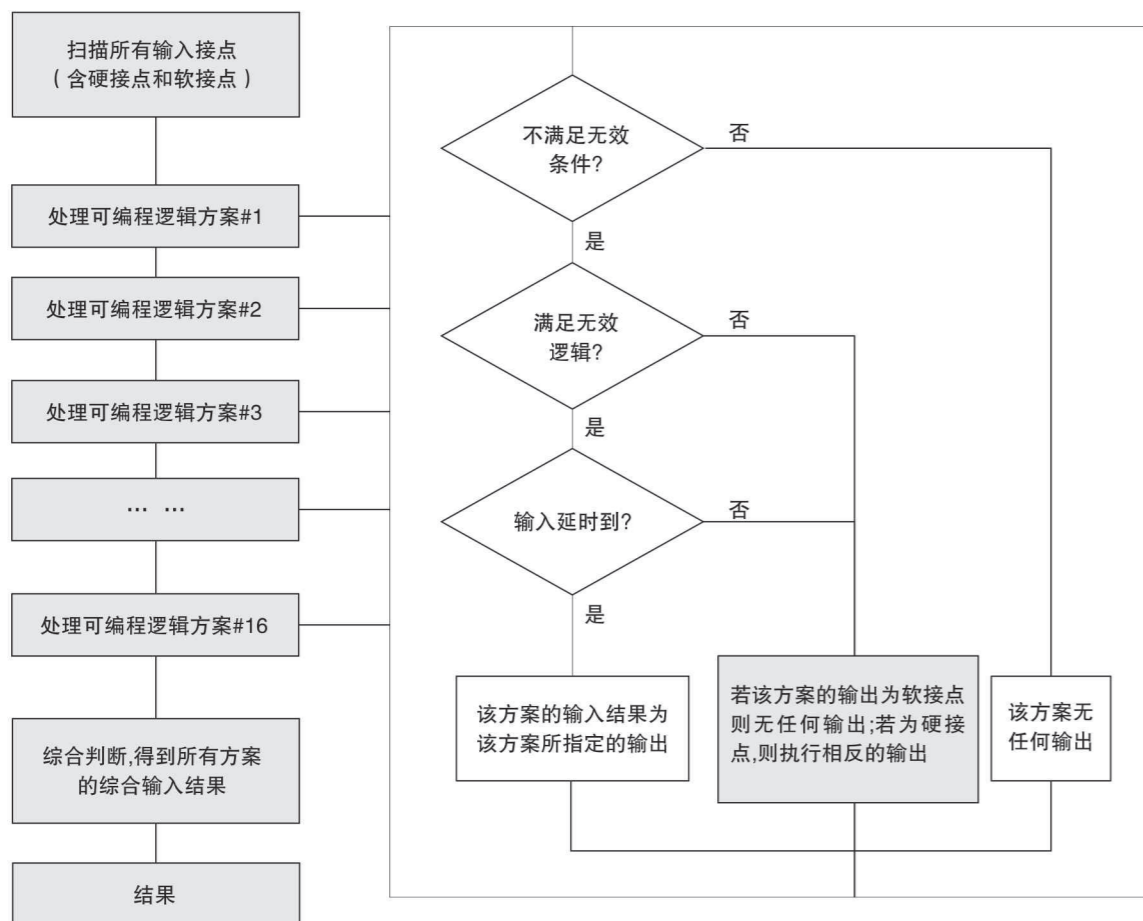 扫描所有输入接点
（含硬接点和软接点）
处理可编程逻辑方案#1
处理可编程逻辑方案#2
处理可编程逻辑方案#3
… …
处理可编程逻辑方案#16
综合判断,得到所有方案
的综合输入结果
结果
不满足无效
条件?
否
是
满足无效
逻辑?
否
是
输入延时到?
否
是
该方案的输入结果为
该方案所指定的输出
若该方案的输出为软接点
则无任何输出;若为硬接
点,则执行相反的输出
该方案无
任何输出